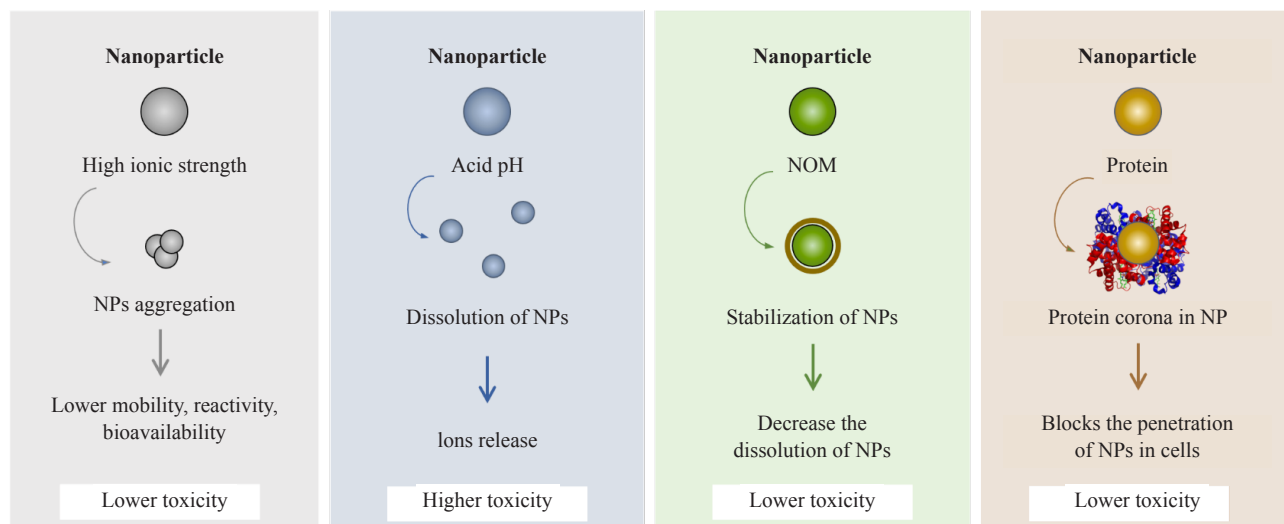 Nanoparticle
High ionic strength
NPs aggregation
Lower mobility, reactivity,
bioavailability
Lower toxicity
Nanoparticle
Acid pH
Dissolution of NPs
Ions release
Higher toxicity
Nanoparticle
NOM
Stabilization of NPs
Decrease the
dissolution of NPs
Lower toxicity
Nanoparticle
Protein
Protein corona in NP
Blocks the penetration
of NPs in cells
Lower toxicity